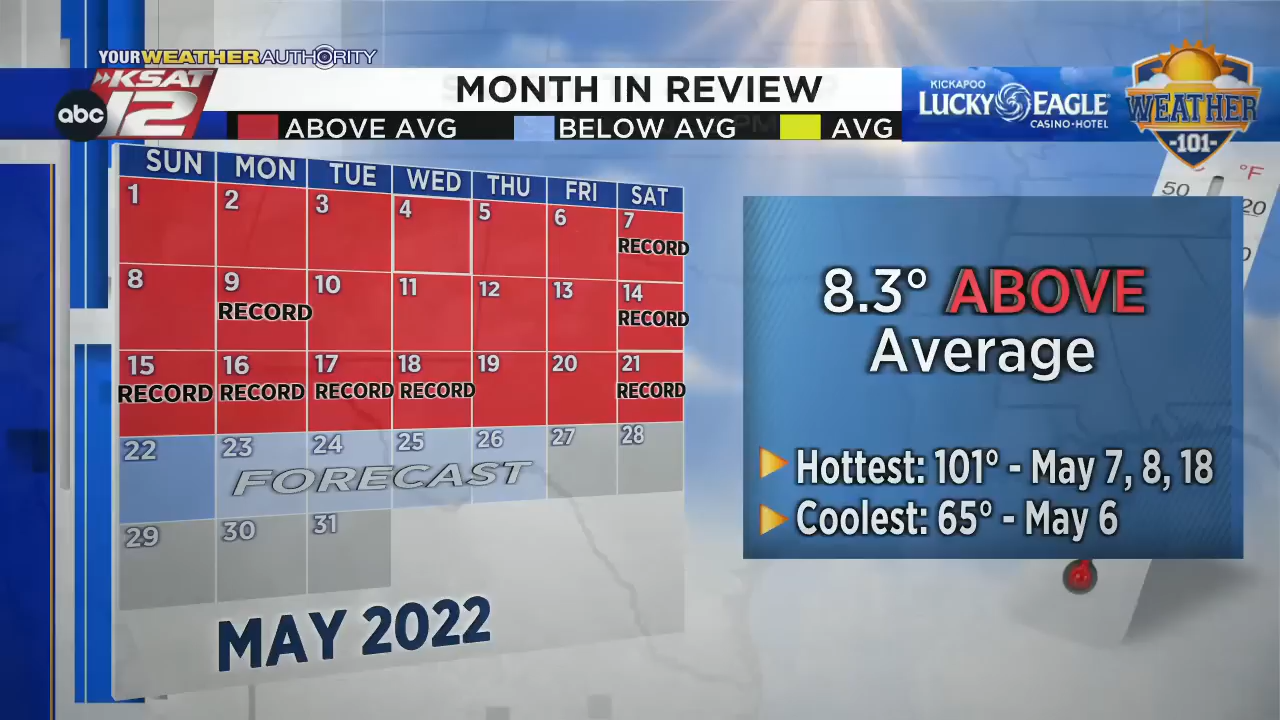 YOUR WEATHER AUTHORITY
KSAT
abc 12
MONTH IN REVIEW
ABOVE AVG BELOW AVG AVG
KICKAPOO
LUCKY EAGLE
CASINO•HOTEL
WEATHER
-101-
°F
50
20
SUN MON TUE WED THU FRI SAT
1 2 3 4 5 6 7
RECORD
8 9 10 11 12 13 14
RECORD RECORD
15 16 17 18 19 20 21
RECORD RECORD RECORD RECORD RECORD
22 23 24 25 26 27 28
FORECAST
29 30 31
MAY 2022
8.3° ABOVE
Average
Hottest: 101° - May 7, 8, 18
Coolest: 65° - May 6